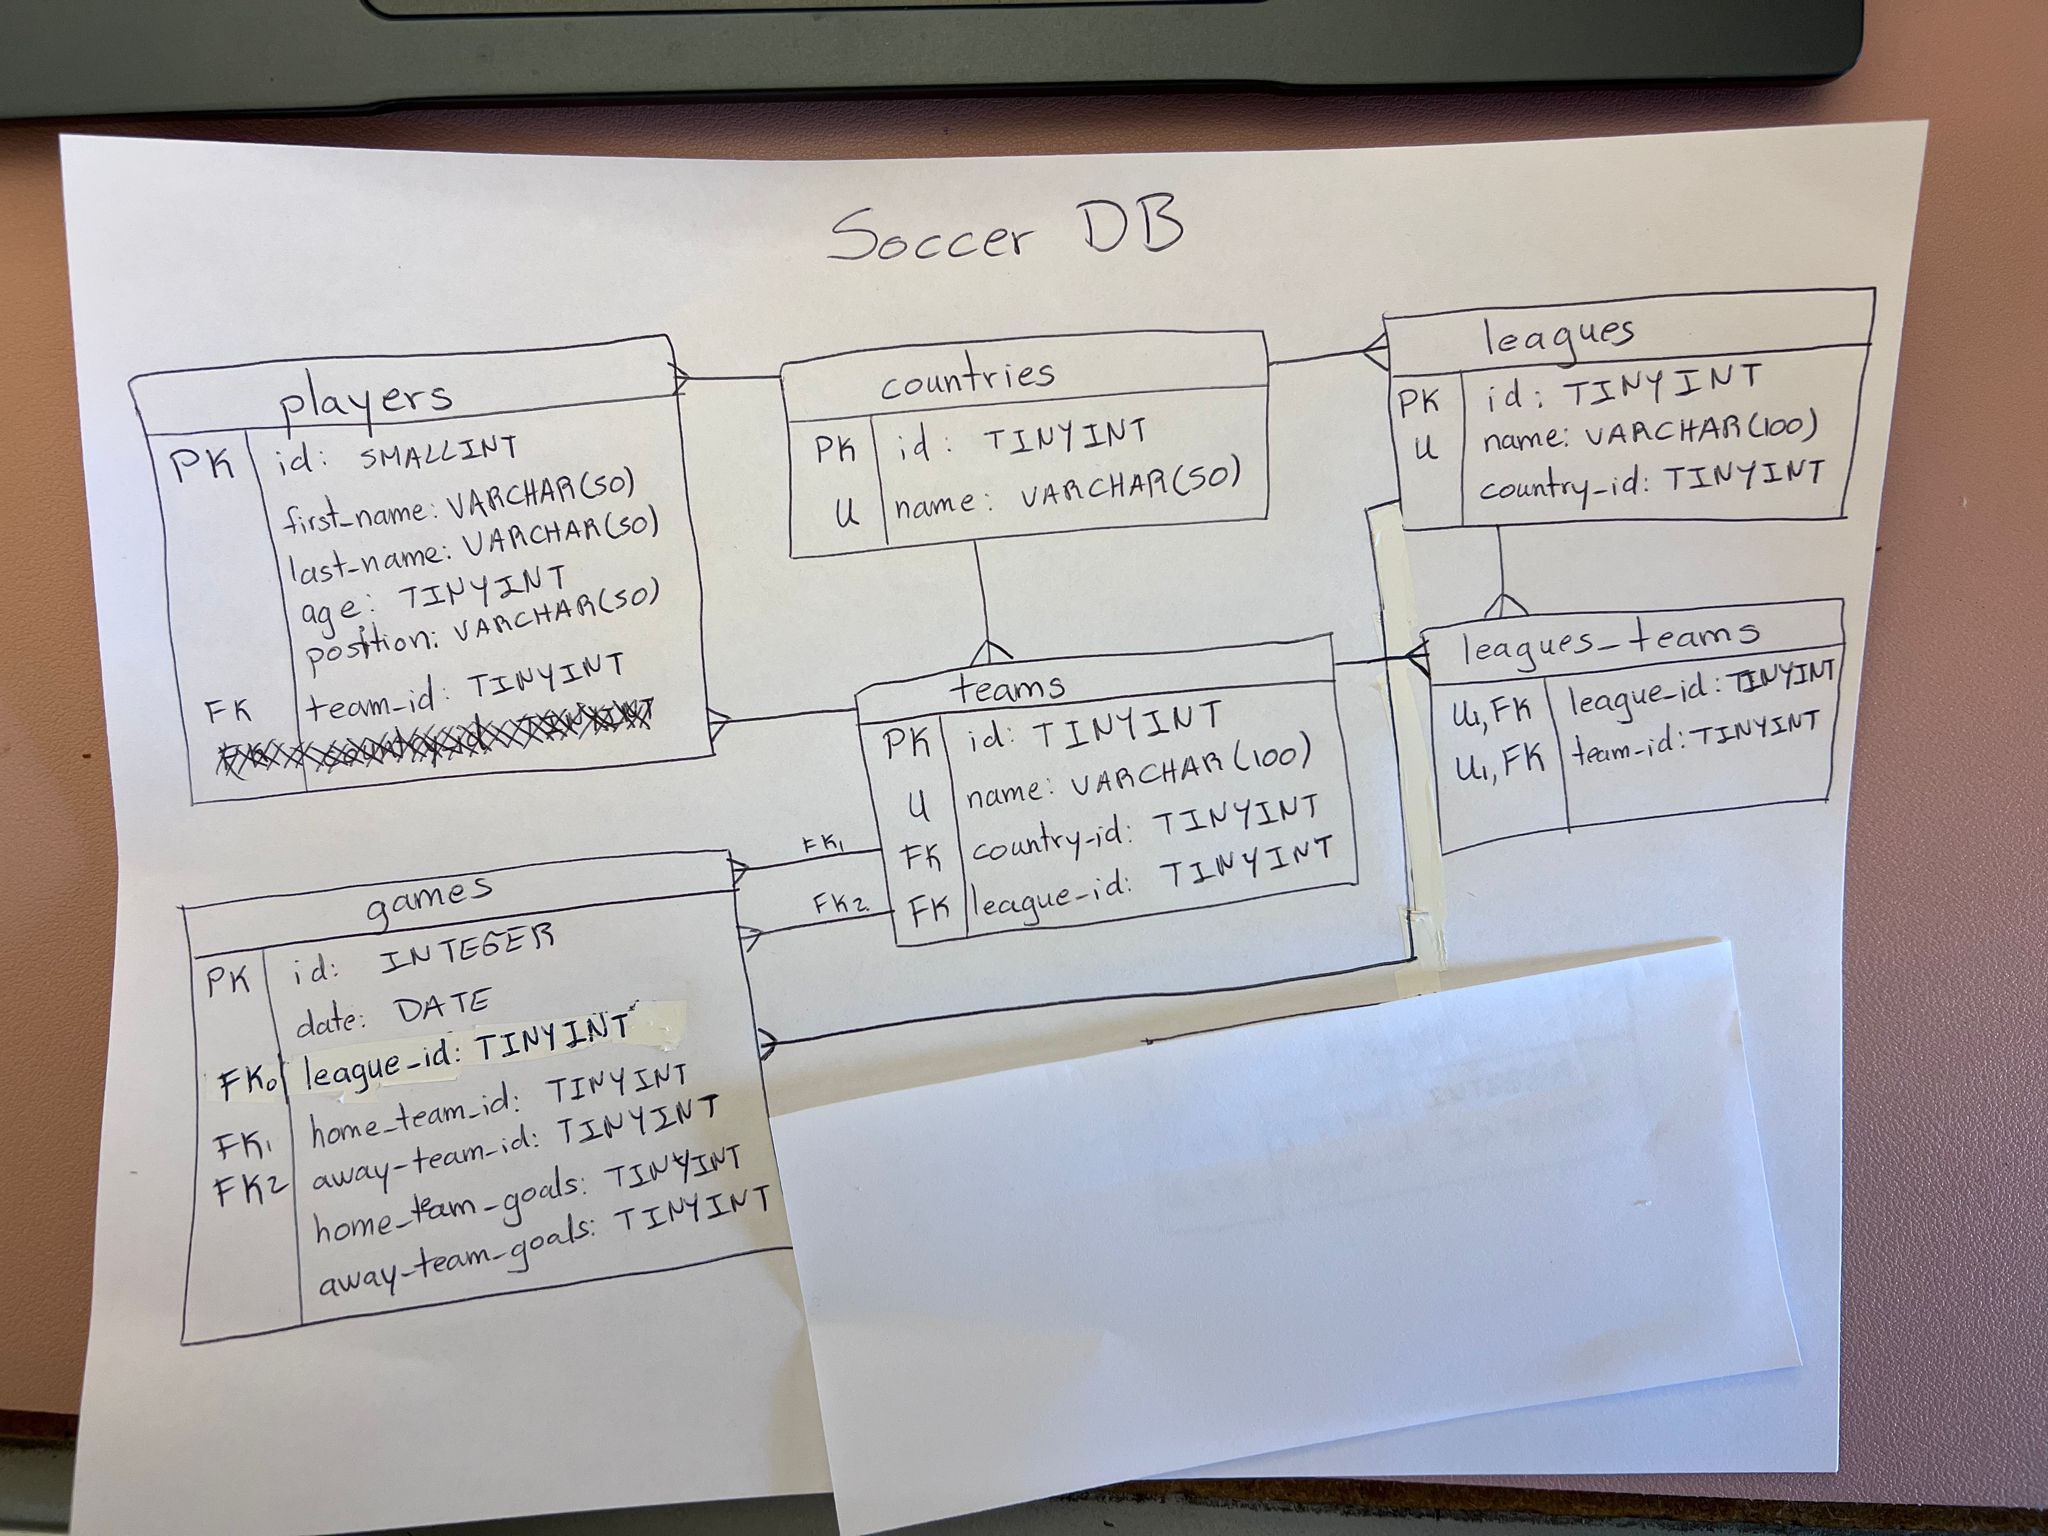 Soccer DB
players
PK id: SMALLINT
first_name: VARCHAR(50)
last_name: VARCHAR(50)
age: TINYINT
position: VARCHAR(50)
FK team_id: TINYINT
countries
PK id: TINYINT
U name: VARCHAR(50)
leagues
PK id: TINYINT
U name: VARCHAR(100)
country_id: TINYINT
teams
PK id: TINYINT
U name: VARCHAR(100)
FK country_id: TINYINT
FK league_id: TINYINT
leagues_teams
U1, FK league_id: TINYINT
U1, FK team_id: TINYINT
FK1
FK2
games
PK id: INTEGER
date: DATE
FK0 league_id: TINYINT
FK1 home_team_id: TINYINT
FK2 away_team_id: TINYINT
home_team_goals: TINYINT
away_team_goals: TINYINT